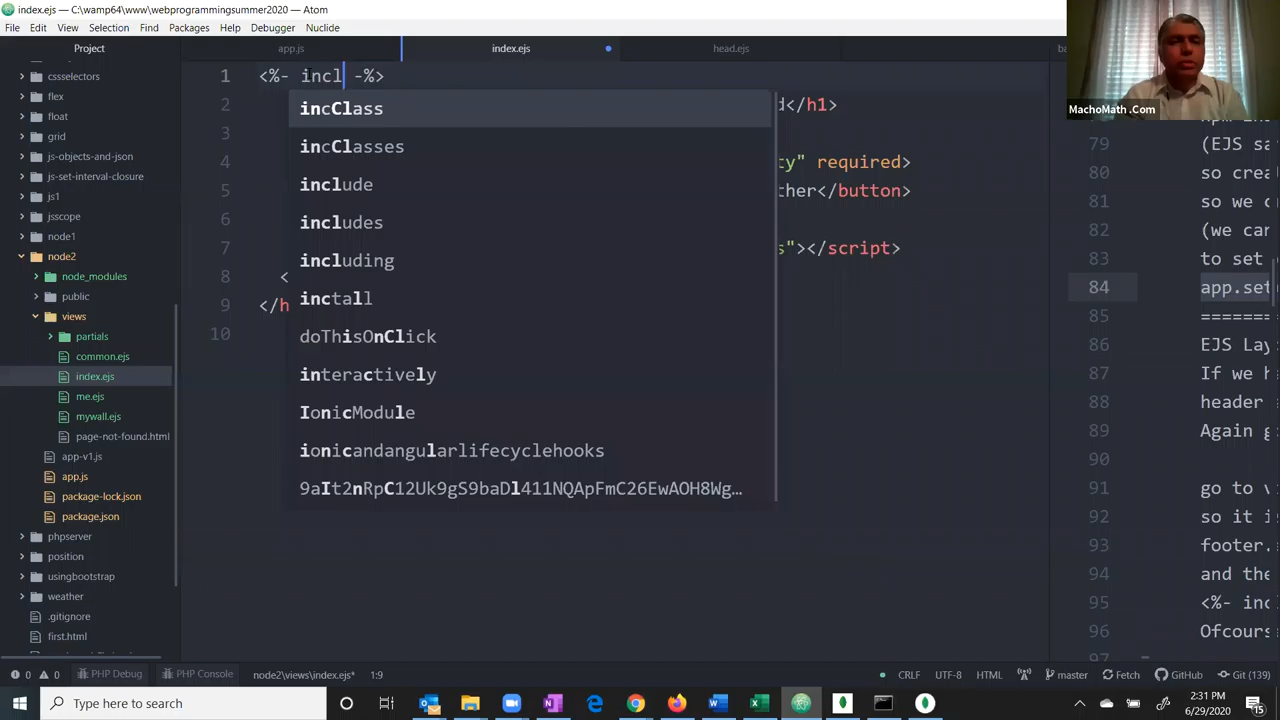 index.ejs — C:\wamp64\www\webprogrammingsummer2020 — Atom
File Edit View Selection Find Packages Help Debugger Nuclide
Project
app.js
index.ejs
head.ejs
ba
MachoMath .Com
cssselectors
flex
float
grid
js-objects-and-json
js-set-interval-closure
js1
jsscope
node1
node2
node_modules
public
views
partials
common.ejs
index.ejs
me.ejs
mywall.ejs
page-not-found.html
app-v1.js
app.js
package-lock.json
package.json
phpserver
position
usingbootstrap
weather
.gitignore
first.html
1 <%- incl -%>
2 d</h1>
3
4 ty" required>
5 ther</button>
6
7 s"></script>
8 <
9 </h
10
incClass
incClasses
include
includes
including
inctall
doThisOnClick
interactively
IonicModule
ionicandangularlifecyclehooks
9aIt2nRpC12Uk9gS9baDl411NQApFmC26EwAOH8Wg…
79 (EJS sa
80 so crea
81 so we c
82 (we can
83 to set
84 app.set
85 =======
86 EJS Lay
87 If we h
88 header
89 Again g
90
91 go to v
92 so it i
93 footer.
94 and the
95 <%- inc
96 Ofcours
97
0 0 PHP Debug PHP Console node2\views\index.ejs* 1:9
CRLF UTF-8 HTML master Fetch GitHub Git (139)
Type here to search
2:31 PM
6/29/2020
15